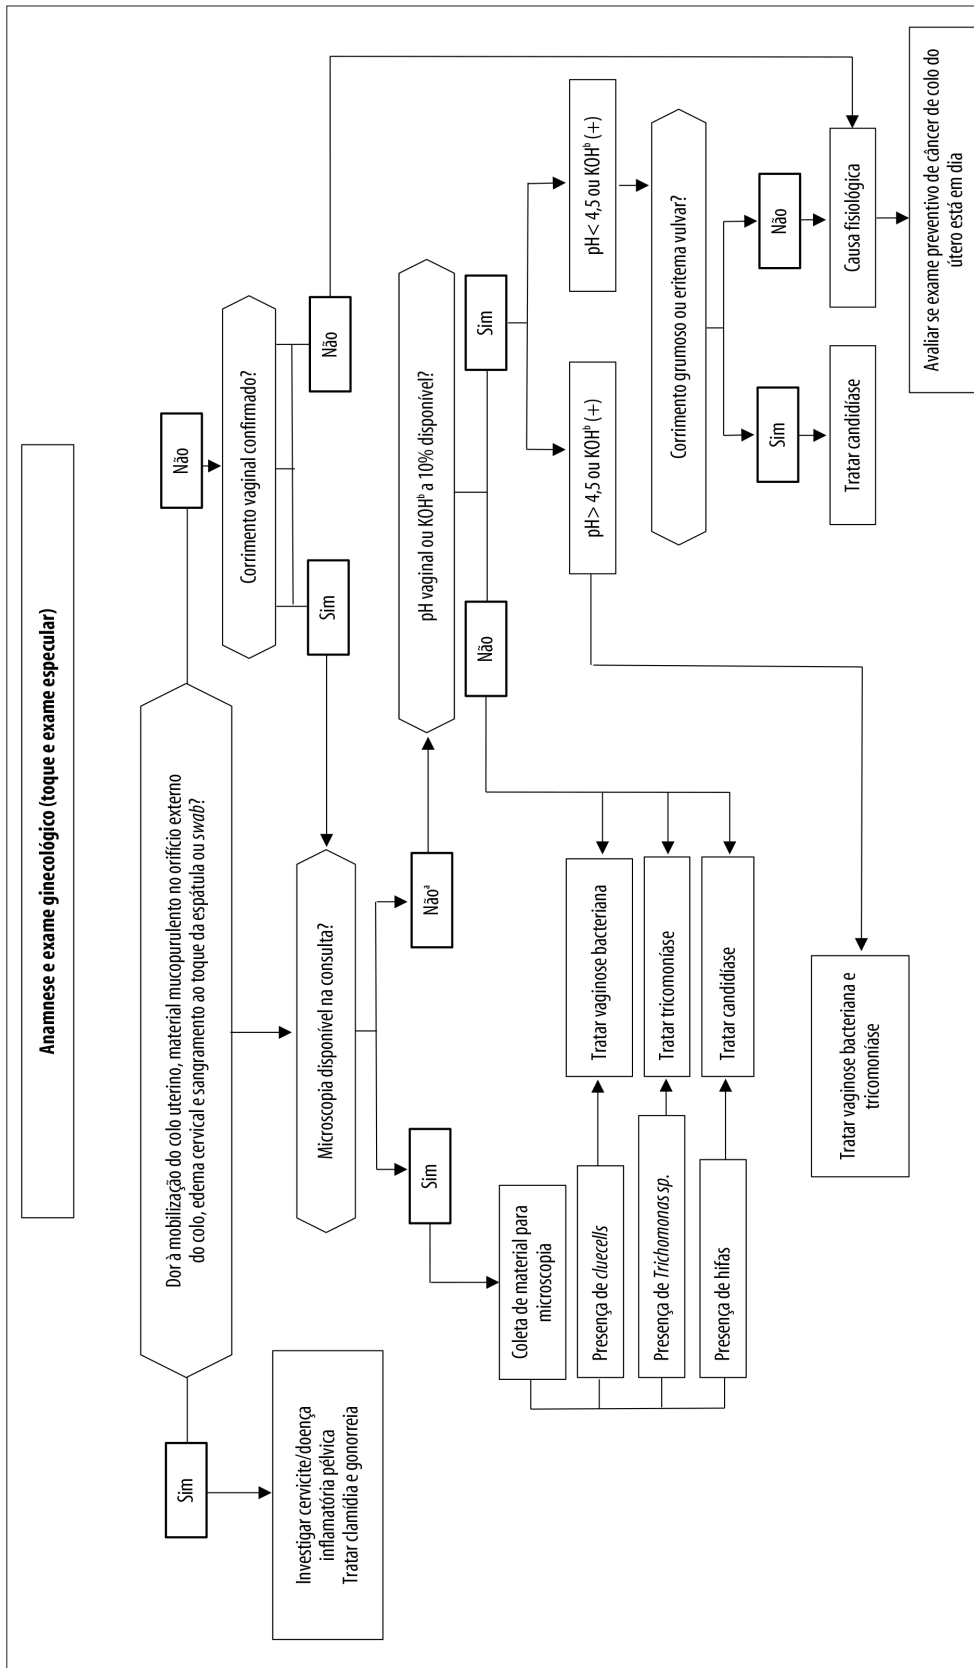 Anamnese e exame ginecológico (toque e exame especular)
Dor à mobilização do colo uterino, material mucopurulento no orifício externo
do colo, edema cervical e sangramento ao toque da espátula ou swab?
Sim
Não
Investigar cervicite/doença
inflamatória pélvica
Tratar clamídia e gonorreia
Corrimento vaginal confirmado?
Sim
Não
Microscopia disponível na consulta?
Sim
Nãoᵃ
pH vaginal ou KOHᵇ a 10% disponível?
Não
Sim
Coleta de material para
microscopia
Presença de cluecells
Presença de Trichomonas sp.
Presença de hifas
Tratar vaginose bacteriana
Tratar tricomoníase
Tratar candidíase
pH> 4,5 ou KOHᵇ (+)
pH< 4,5 ou KOHᵇ (+)
Corrimento grumoso ou eritema vulvar?
Sim
Não
Tratar vaginose bacteriana e
tricomoníase
Tratar candidíase
Causa fisiológica
Avaliar se exame preventivo de câncer de colo do
útero está em dia